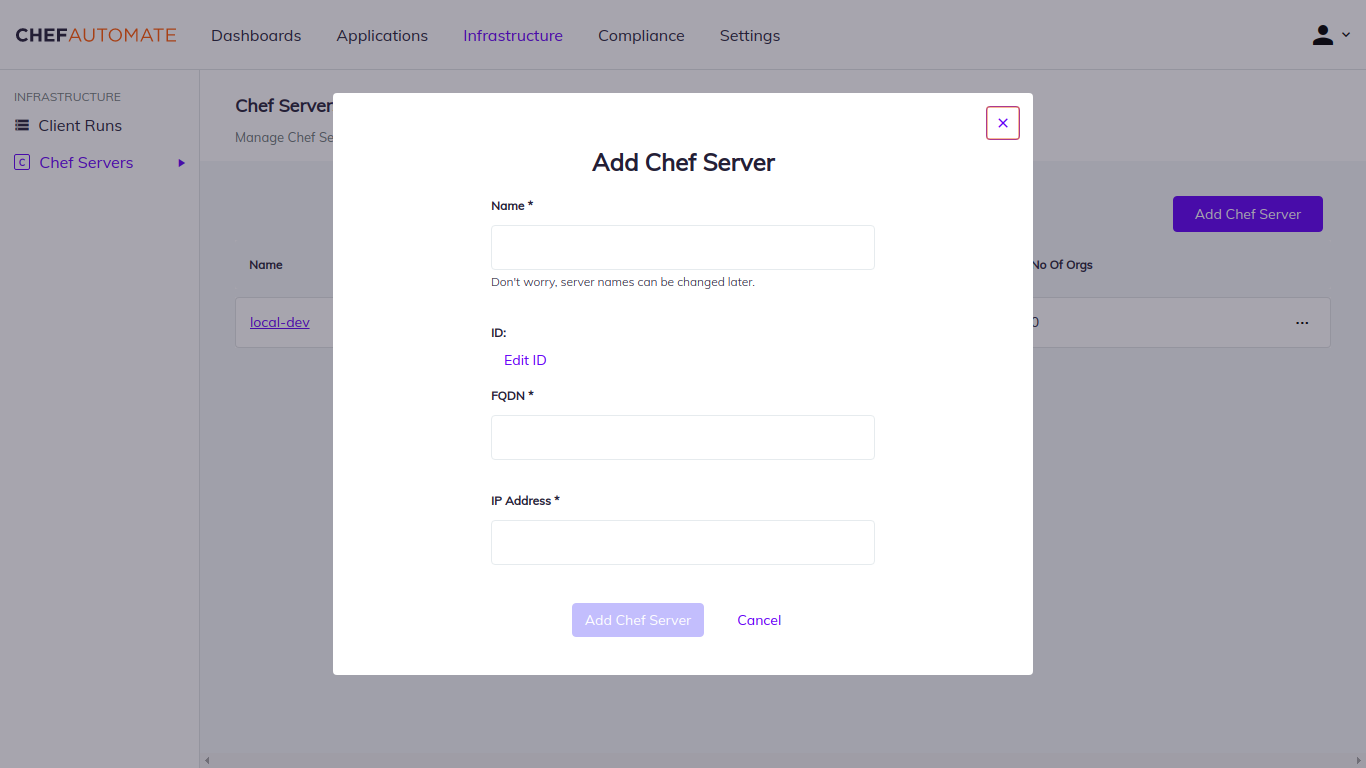 CHEFAUTOMATE Dashboards Applications Infrastructure Compliance Settings
INFRASTRUCTURE
Client Runs
C Chef Servers
Chef Server
Manage Chef Se
Add Chef Server
Name No Of Orgs
local-dev 0 ...
×
Add Chef Server
Name *
Don't worry, server names can be changed later.
ID:
Edit ID
FQDN *
IP Address *
Add Chef Server Cancel